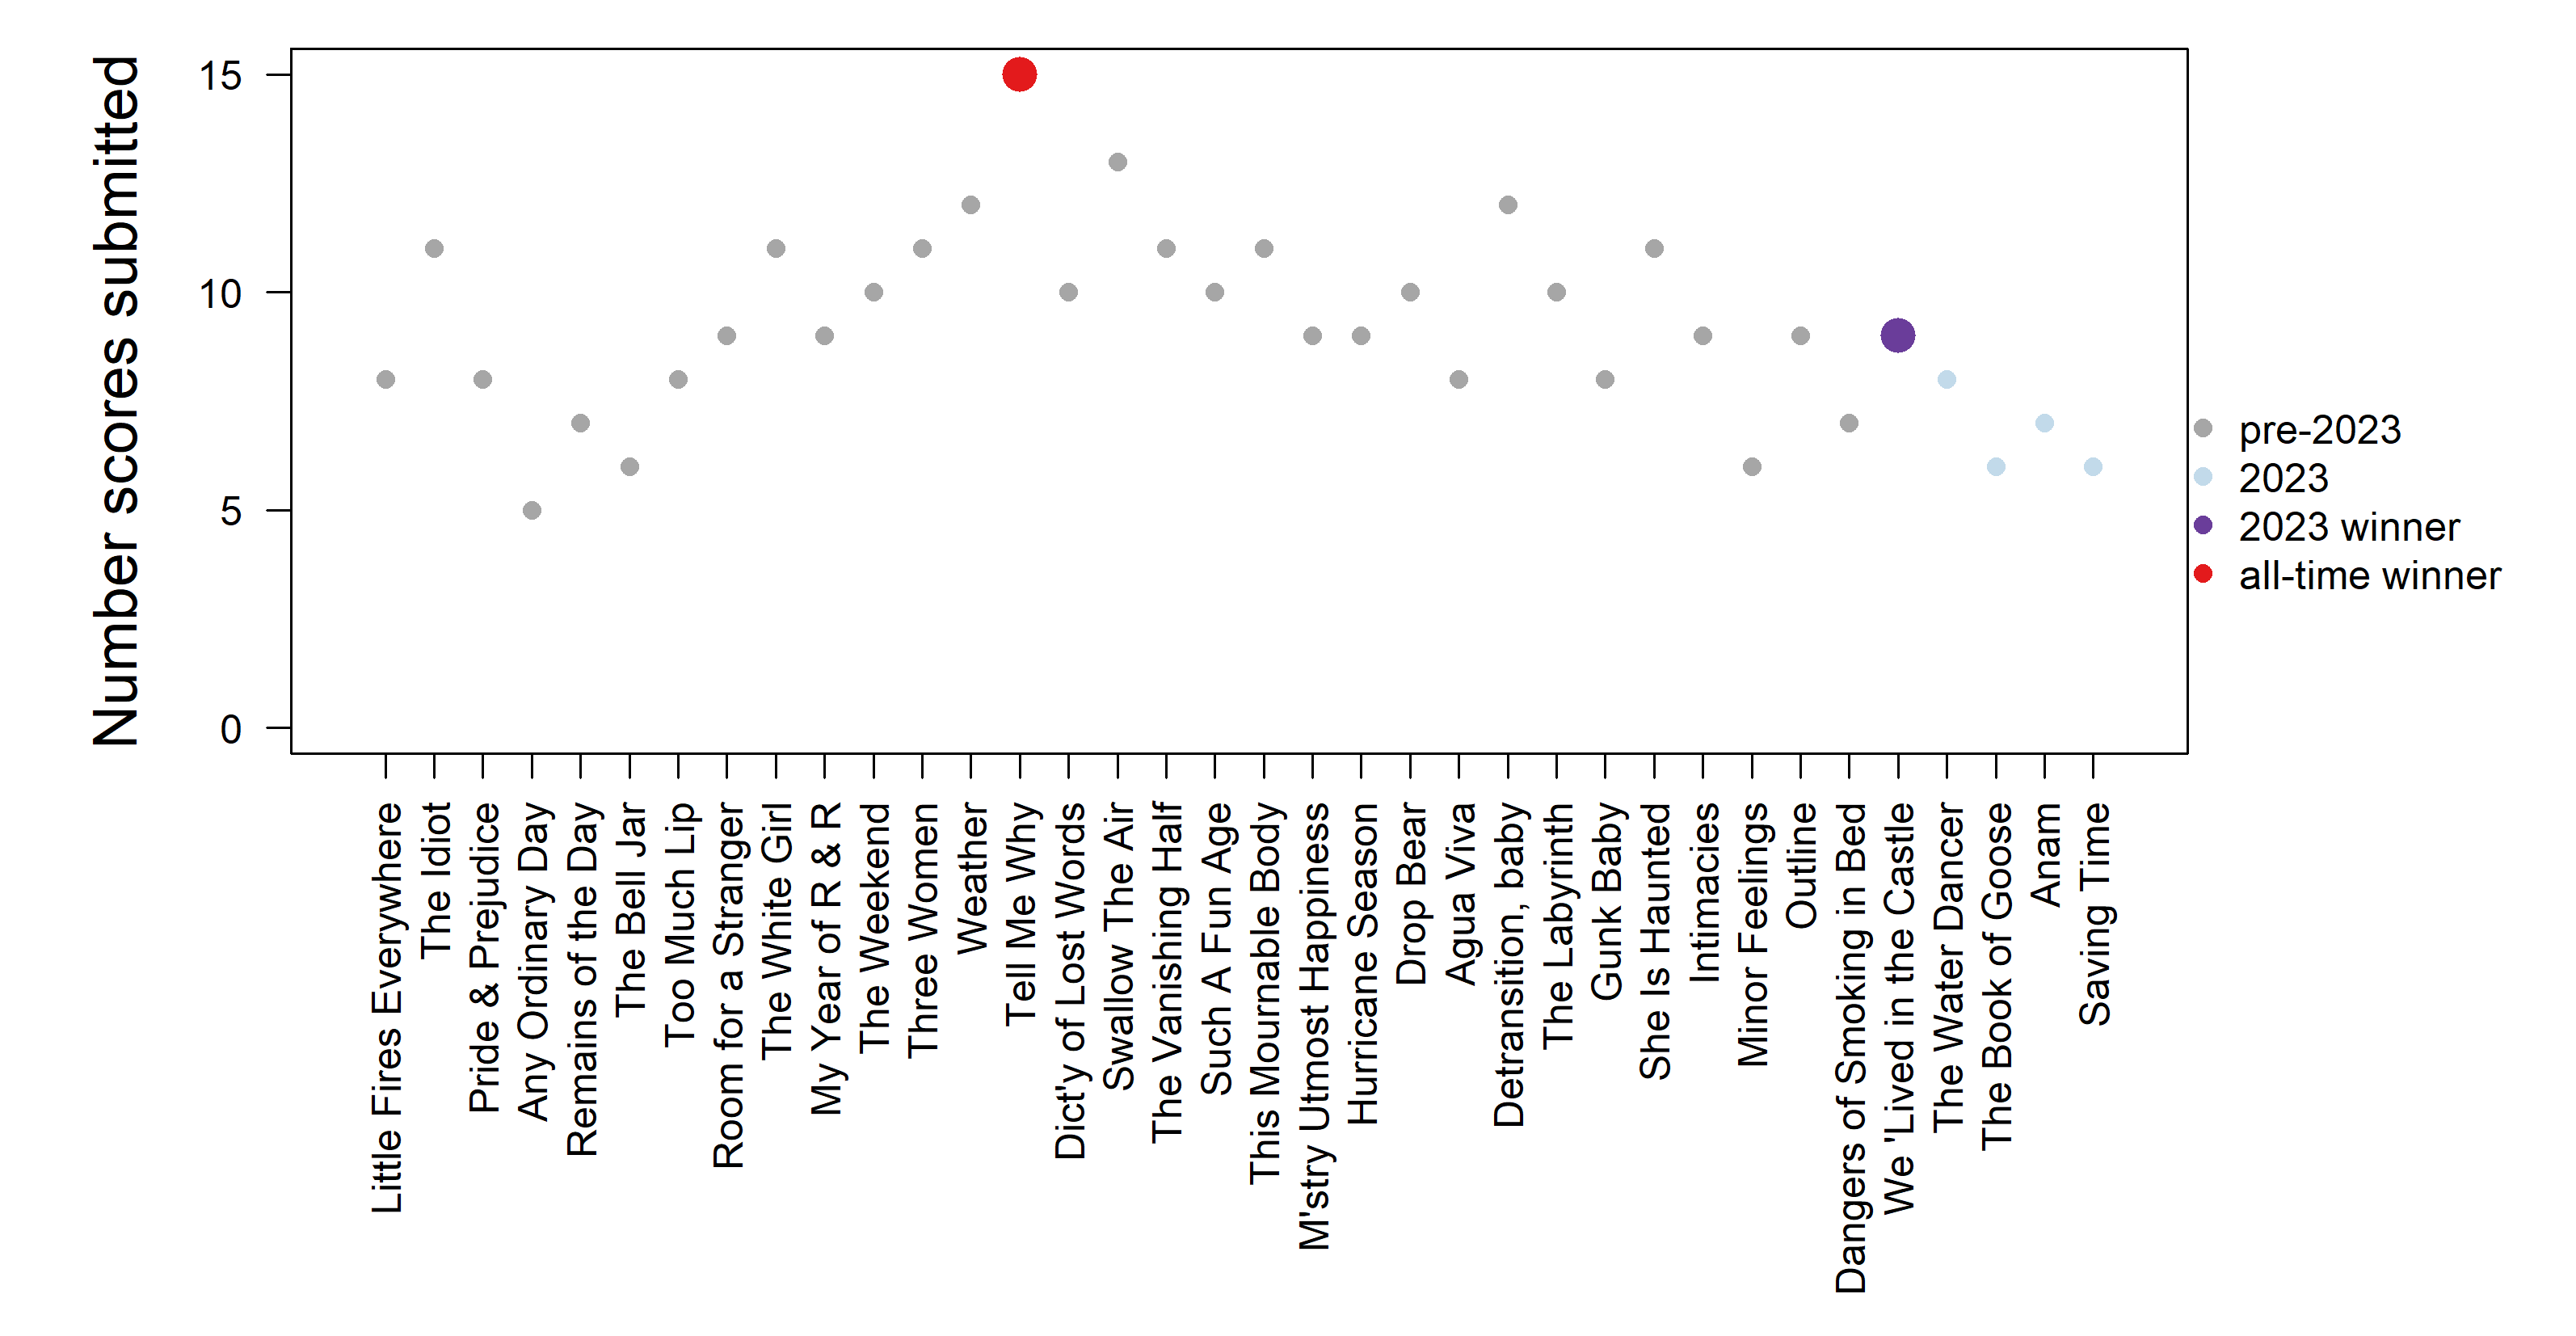 Number scores submitted
15
10
5
0
Little Fires Everywhere
The Idiot
Pride & Prejudice
Any Ordinary Day
Remains of the Day
The Bell Jar
Too Much Lip
Room for a Stranger
The White Girl
My Year of R & R
The Weekend
Three Women
Weather
Tell Me Why
Dict'y of Lost Words
Swallow The Air
The Vanishing Half
Such A Fun Age
This Mournable Body
M'stry Utmost Happiness
Hurricane Season
Drop Bear
Agua Viva
Detransition, baby
The Labyrinth
Gunk Baby
She Is Haunted
Intimacies
Minor Feelings
Outline
Dangers of Smoking in Bed
We 'Lived in the Castle
The Water Dancer
The Book of Goose
Anam
Saving Time
pre-2023
2023
2023 winner
all-time winner